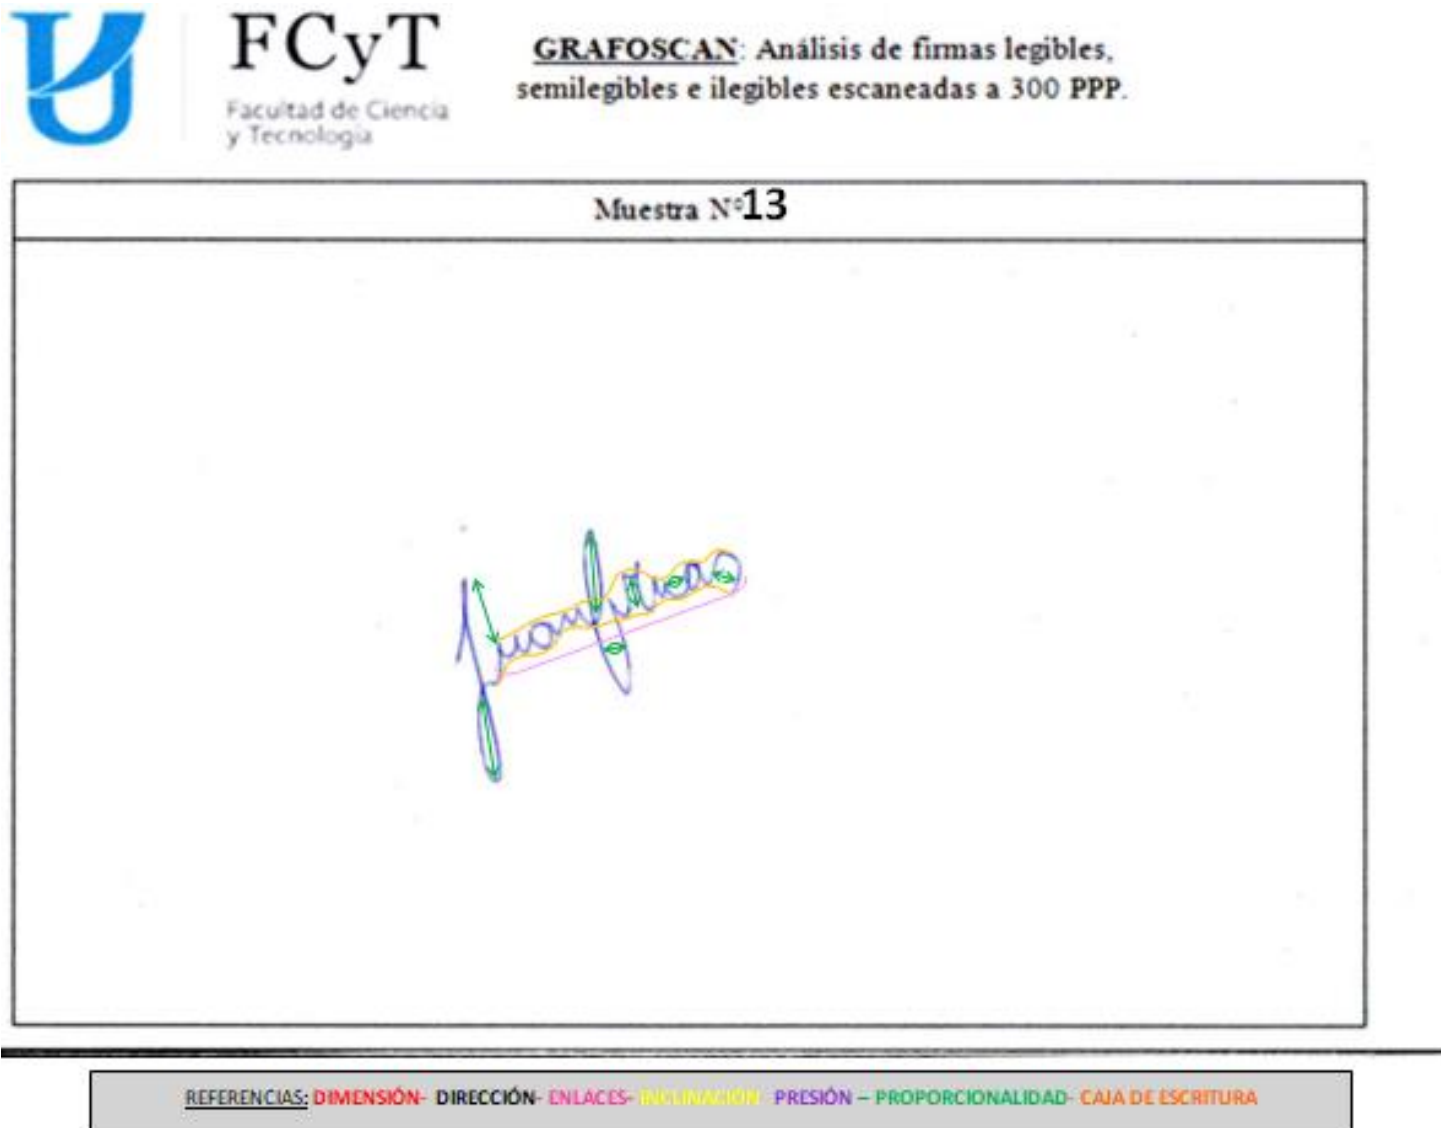 FCyT
Facultad de Ciencia
y Tecnología
GRAFOSCAN: Análisis de firmas legibles,
semilegibles e ilegibles escaneadas a 300 PPP.
Muestra N°13
REFERENCIAS: DIMENSIÓN- DIRECCIÓN- ENLACES- INCLINACIÓN PRESIÓN – PROPORCIONALIDAD- CAJA DE ESCRITURA